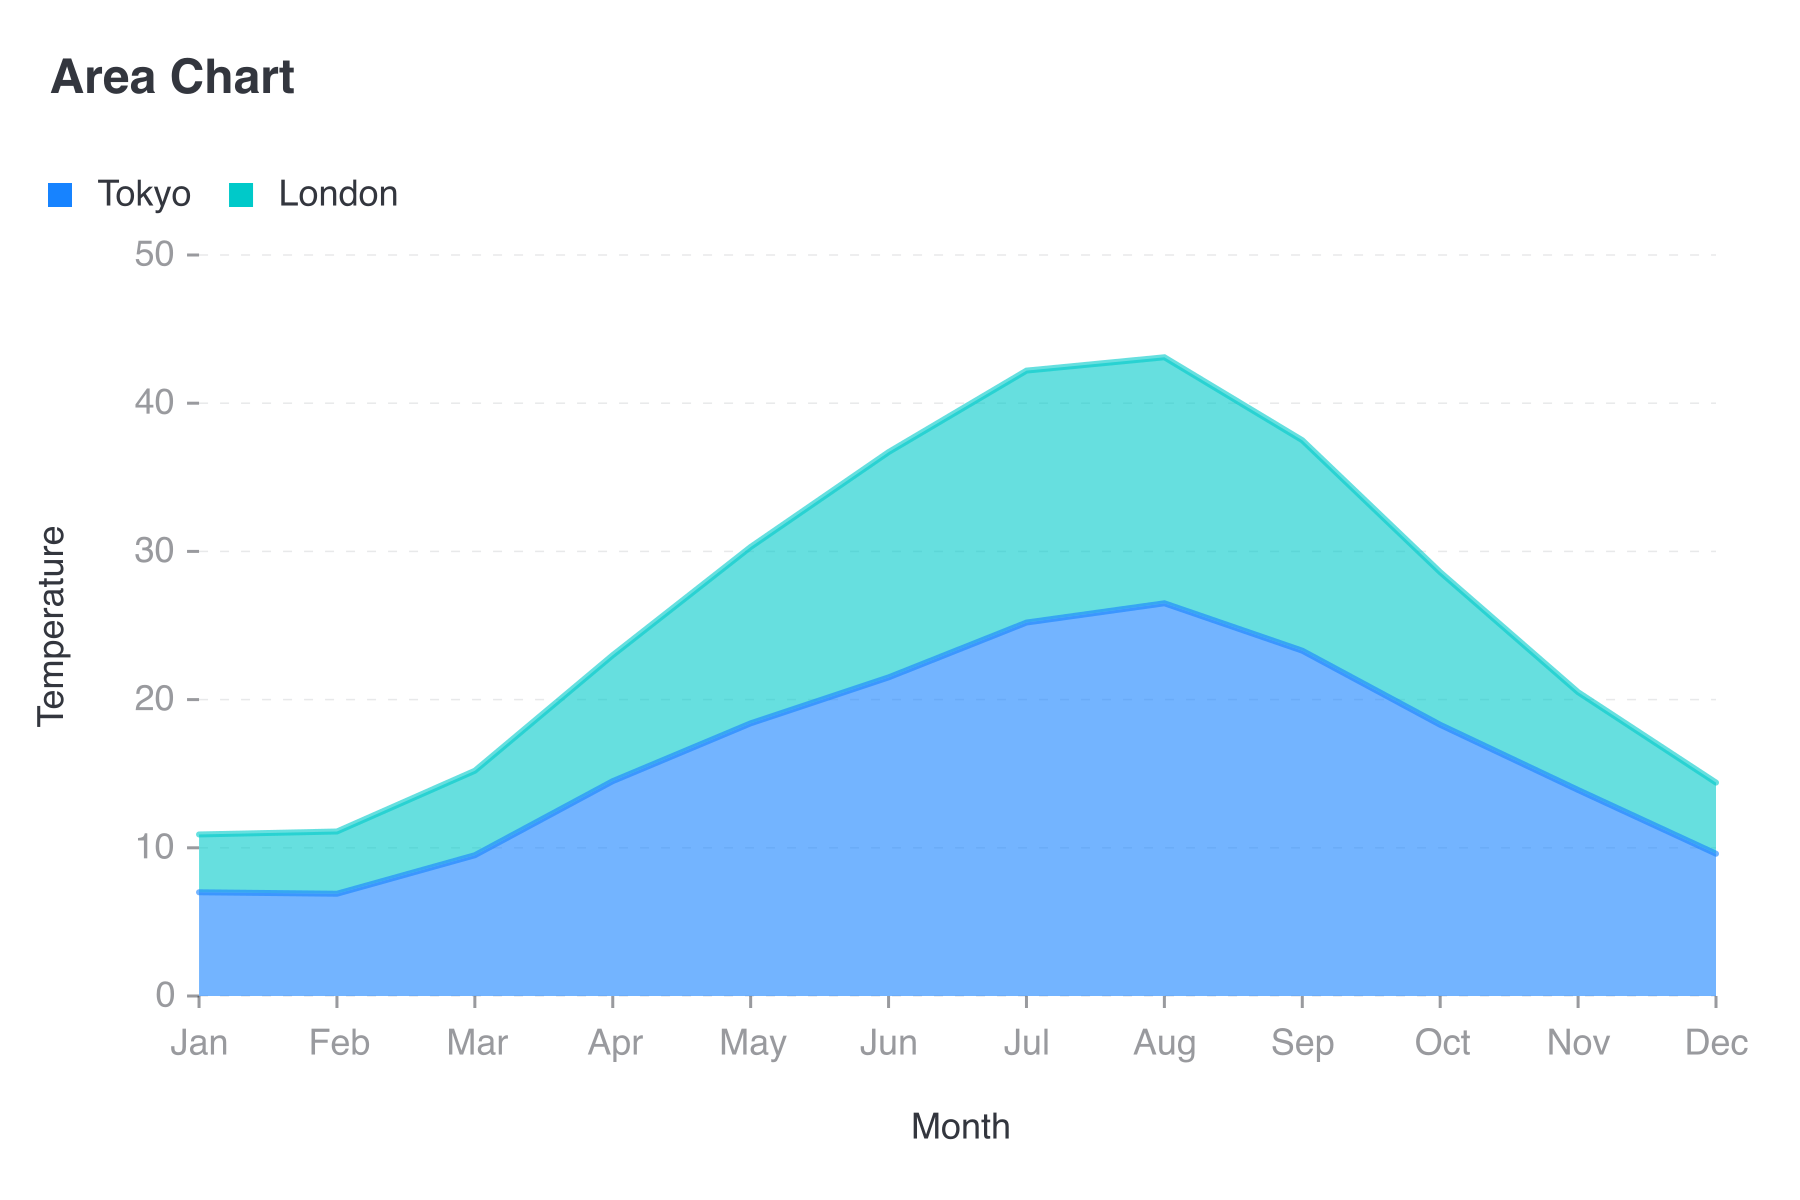 Area Chart
Tokyo London
50
40
30
20
10
0
Temperature
Jan Feb Mar Apr May Jun Jul Aug Sep Oct Nov Dec
Month